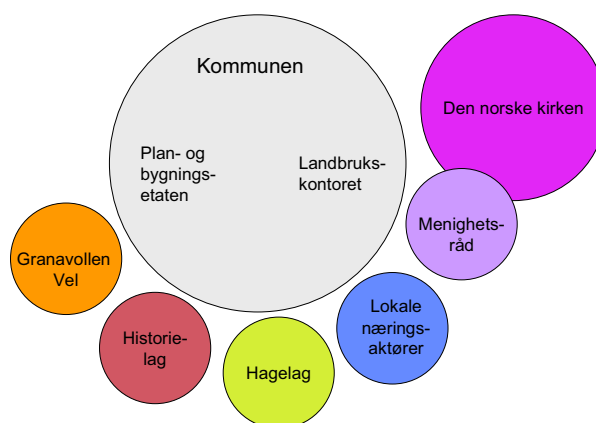 Kommunen
Den norske kirken
Plan- og
bygnings-
etaten
Landbruks-
kontoret
Menighets-
råd
Granavollen
Vel
Lokale
nærings-
aktører
Historie-
lag
Hagelag